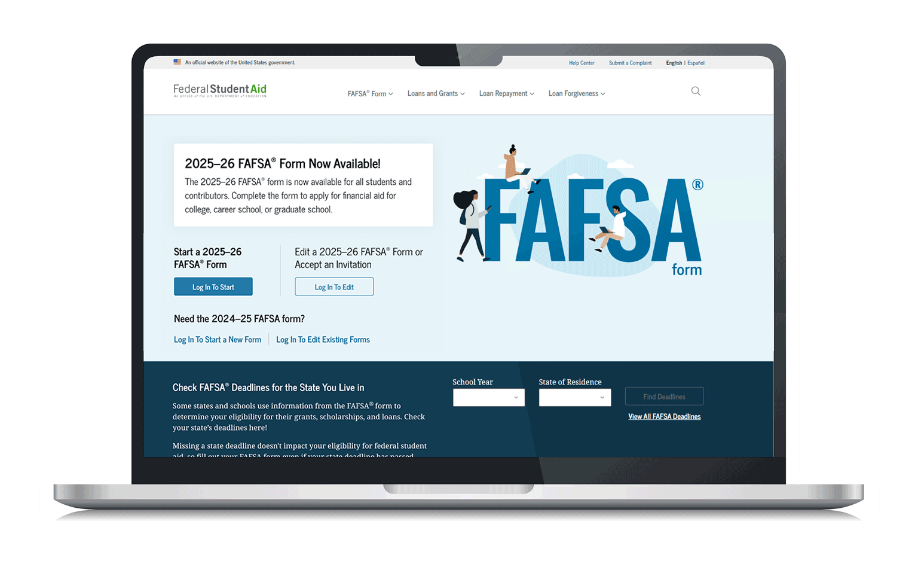 An official website of the United States government.
Help Center Submit a Complaint English | Español
Federal Student Aid
AN OFFICE OF THE U.S. DEPARTMENT OF EDUCATION
FAFSA® Form Loans and Grants Loan Repayment Loan Forgiveness
2025–26 FAFSA® Form Now Available!
The 2025–26 FAFSA® form is now available for all students and
contributors. Complete the form to apply for financial aid for
college, career school, or graduate school.
FAFSA®
form
Start a 2025–26
FAFSA® Form
Log In To Start
Edit a 2025–26 FAFSA® Form or
Accept an Invitation
Log In To Edit
Need the 2024–25 FAFSA form?
Log In To Start a New Form | Log In To Edit Existing Forms
Check FAFSA® Deadlines for the State You Live in
Some states and schools use information from the FAFSA® form to
determine your eligibility for their grants, scholarships, and loans. Check
your state's deadlines here!
Missing a state deadline doesn't impact your eligibility for federal student
aid, so fill out your FAFSA form even if your state deadline has passed.
School Year
State of Residence
Find Deadlines
View All FAFSA Deadlines